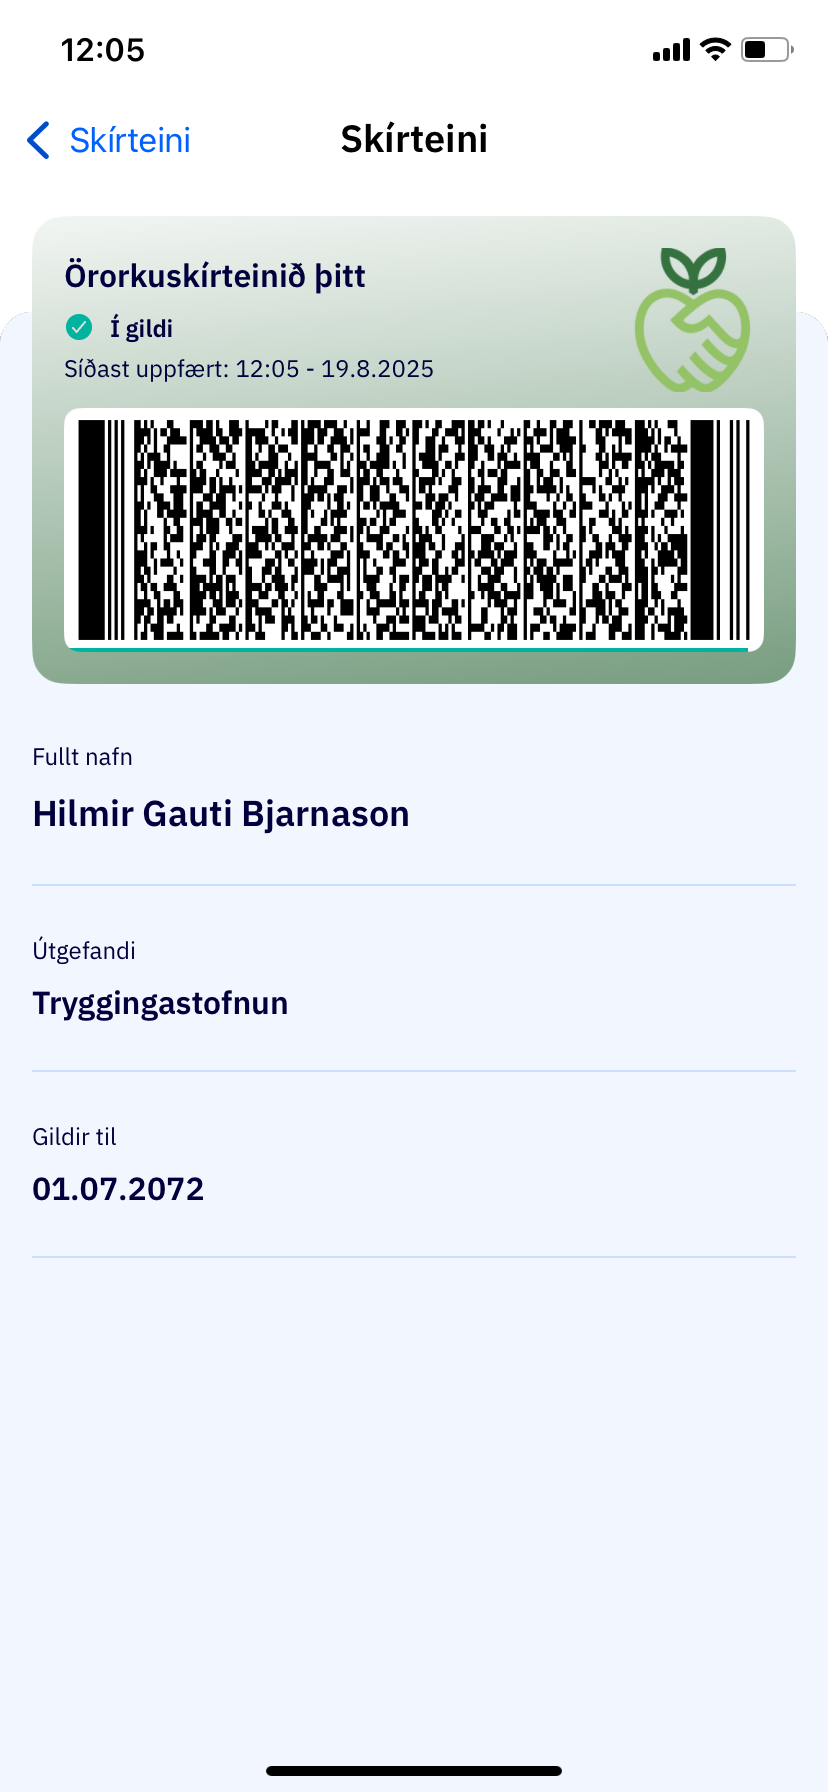 12:05
Skírteini
Skírteini
Örorkuskírteinið þitt
Í gildi
Síðast uppfært: 12:05 - 19.8.2025
Fullt nafn
Hilmir Gauti Bjarnason
Útgefandi
Tryggingastofnun
Gildir til
01.07.2072